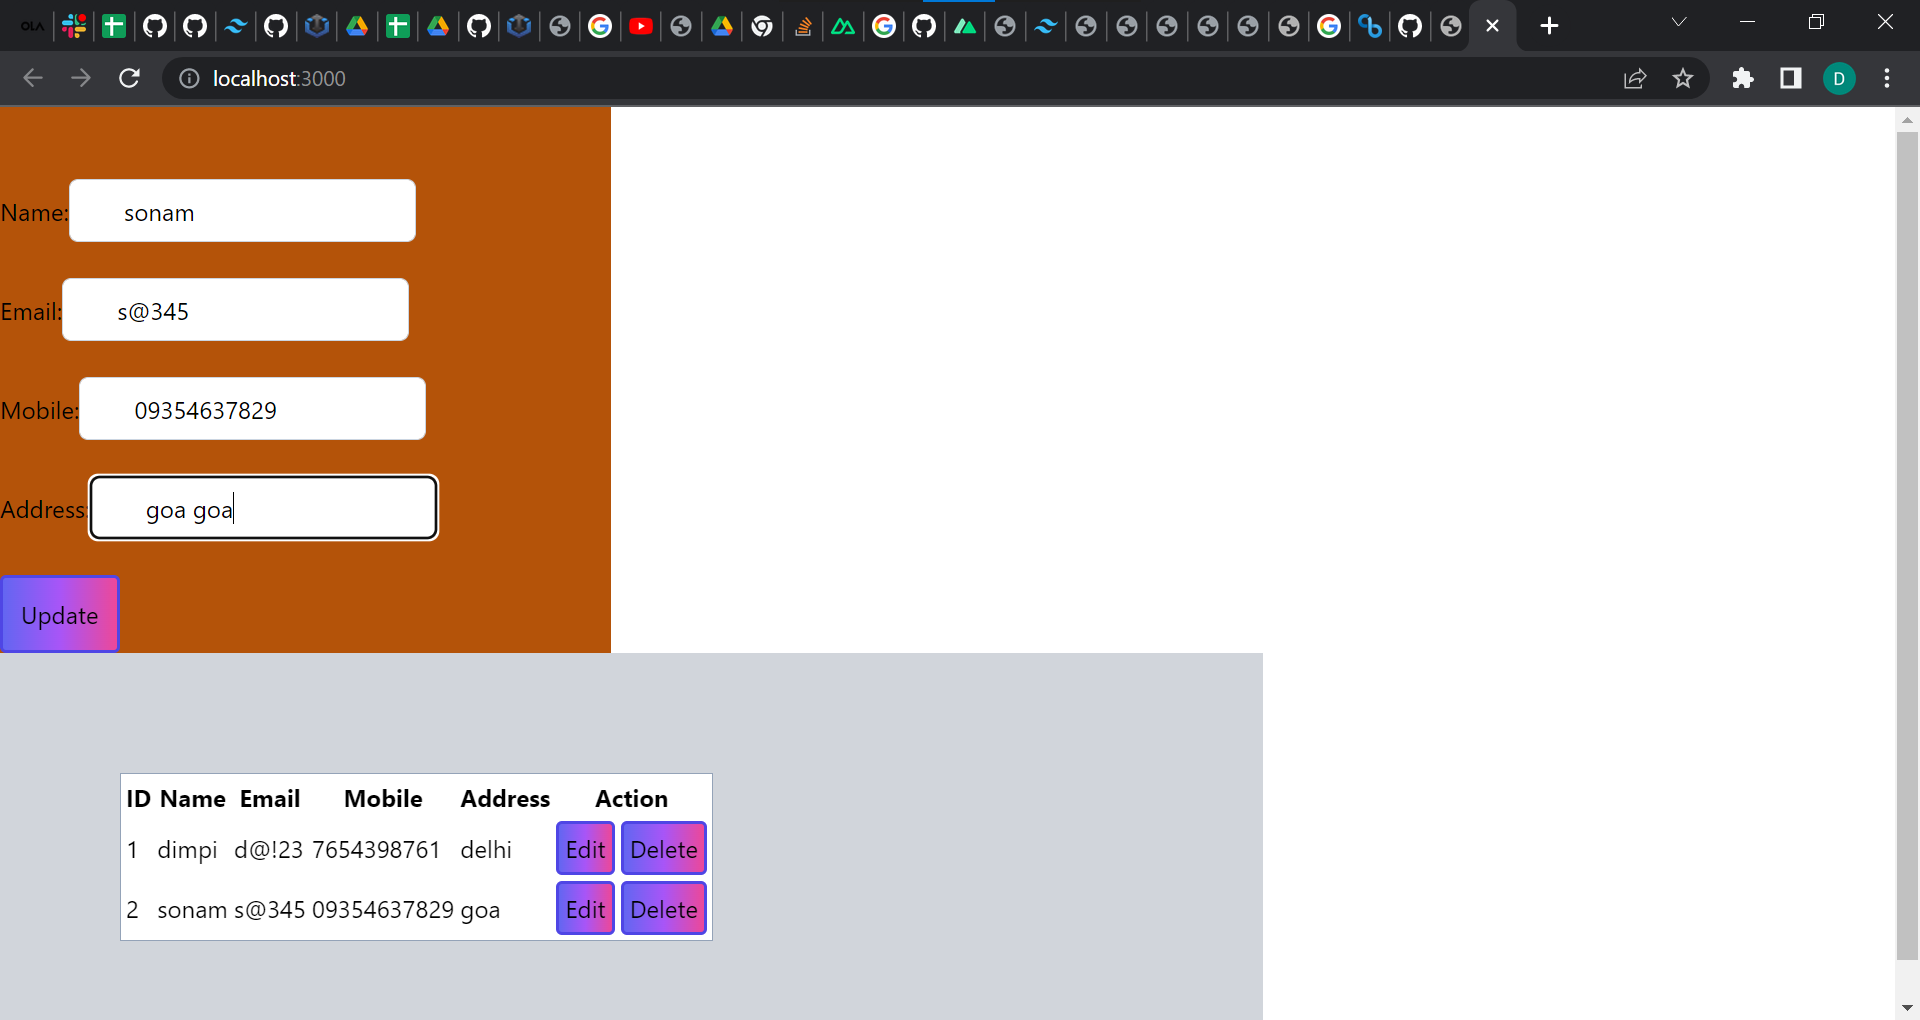 OLA
localhost:3000
D
Name: sonam
Email: s@345
Mobile: 09354637829
Address: goa goa
Update
ID Name Email Mobile Address Action
1 dimpi d@!23 7654398761 delhi Edit Delete
2 sonam s@345 09354637829 goa Edit Delete